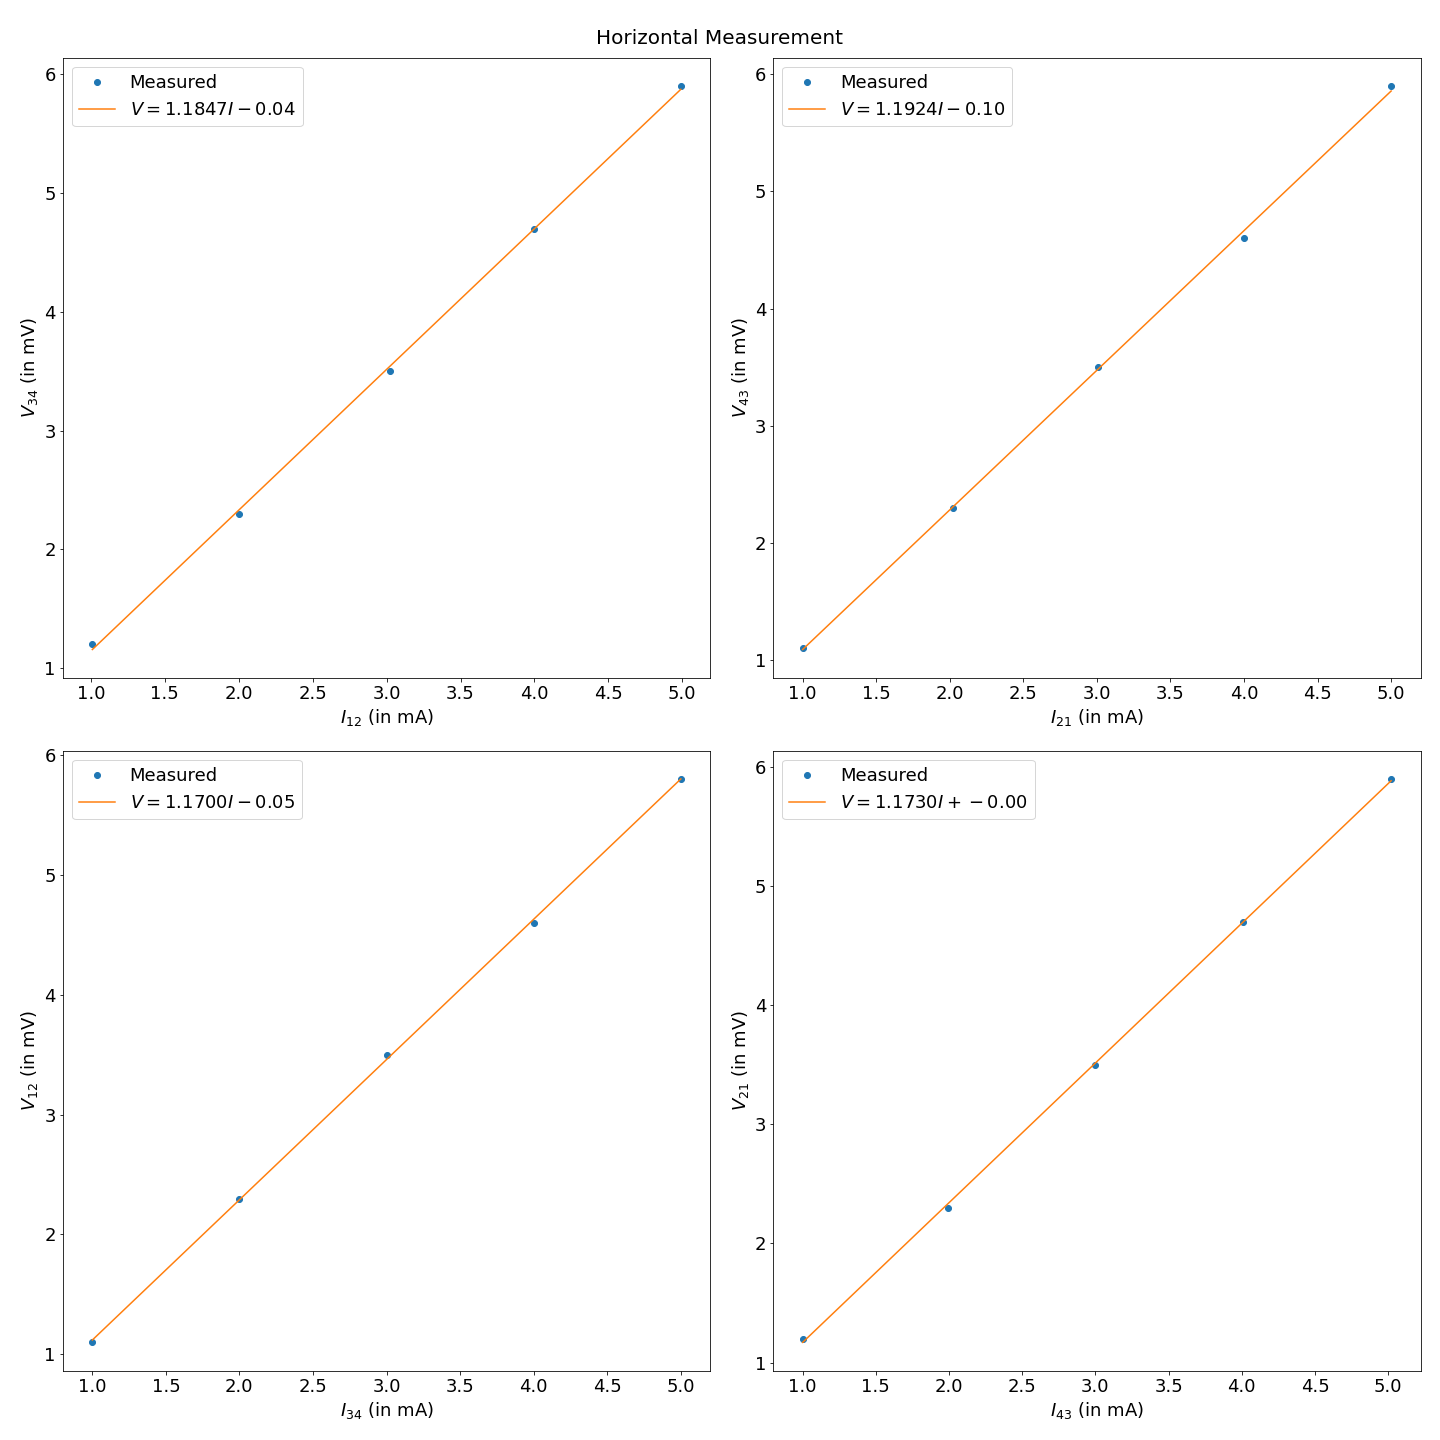 Horizontal Measurement
Measured
V = 1.1847I − 0.04
6
5
4
3
2
1
V₃₄ (in mV)
1.0 1.5 2.0 2.5 3.0 3.5 4.0 4.5 5.0
I₁₂ (in mA)
Measured
V = 1.1924I − 0.10
6
5
4
3
2
1
V₄₃ (in mV)
1.0 1.5 2.0 2.5 3.0 3.5 4.0 4.5 5.0
I₂₁ (in mA)
Measured
V = 1.1700I − 0.05
6
5
4
3
2
1
V₁₂ (in mV)
1.0 1.5 2.0 2.5 3.0 3.5 4.0 4.5 5.0
I₃₄ (in mA)
Measured
V = 1.1730I + −0.00
6
5
4
3
2
1
V₂₁ (in mV)
1.0 1.5 2.0 2.5 3.0 3.5 4.0 4.5 5.0
I₄₃ (in mA)